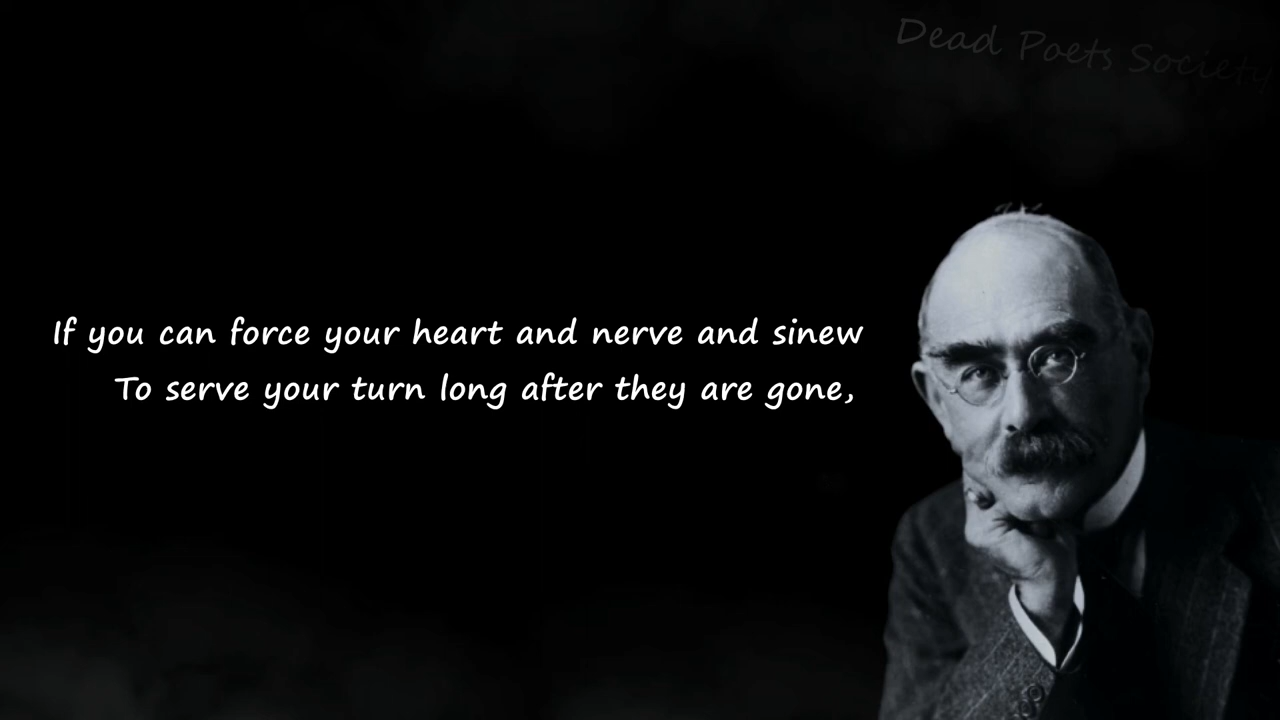 Dead Poets Society
If you can force your heart and nerve and sinew
To serve your turn long after they are gone,